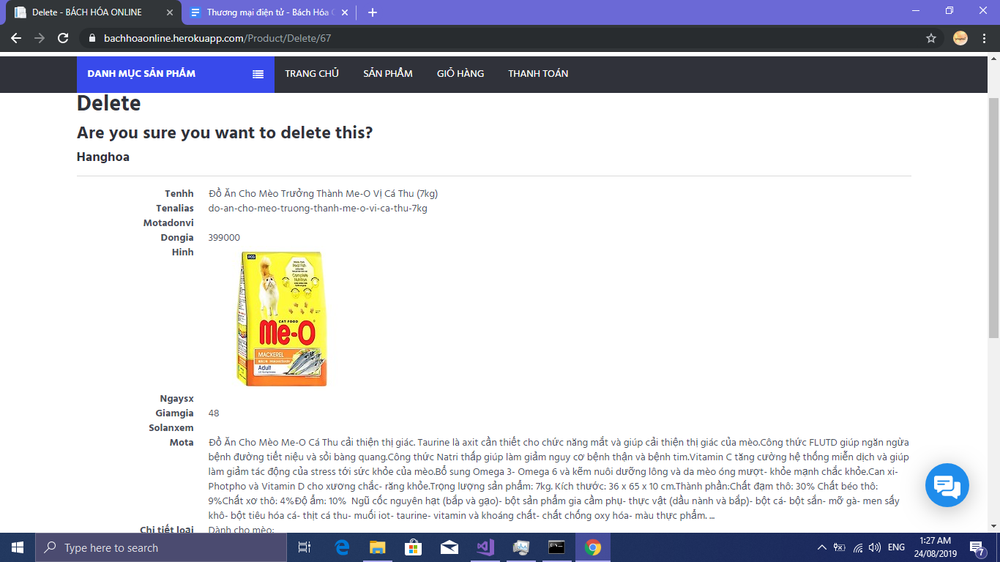 Delete - BÁCH HÓA ONLINE
Thương mại điện tử - Bách Hóa
bachhoaonline.herokuapp.com/Product/Delete/67
DANH MỤC SẢN PHẨM
TRANG CHỦ
SẢN PHẨM
GIỎ HÀNG
THANH TOÁN
Delete
Are you sure you want to delete this?
Hanghoa
Tenhh Đồ Ăn Cho Mèo Trưởng Thành Me-O Vị Cá Thu (7kg)
Tenalias do-an-cho-meo-truong-thanh-me-o-vi-ca-thu-7kg
Motadonvi
Dongia 399000
Hinh
PCG
Real Fish
Complete
Nutrition
CAT FOOD
Me-O
MACKEREL
Adult
Ngaysx
Giamgia 48
Solanxem
Mota Đồ Ăn Cho Mèo Me-O Cá Thu cải thiện thị giác. Taurine là axit cần thiết cho chức năng mắt và giúp cải thiện thị giác của mèo.Công thức FLUTD giúp ngăn ngừa
bệnh đường tiết niệu và sỏi bàng quang.Công thức Natri thấp giúp làm giảm nguy cơ bệnh thận và bệnh tim.Vitamin C tăng cường hệ thống miễn dịch và giúp
làm giảm tác động của stress tới sức khỏe của mèo.Bổ sung Omega 3- Omega 6 và kẽm nuôi dưỡng lông và da mèo óng mượt- khỏe mạnh chắc khỏe.Can xi-
Photpho và Vitamin D cho xương chắc- răng khỏe.Trọng lượng sản phẩm: 7kg. Kích thước: 36 x 65 x 10 cm.Thành phần:Chất đạm thô: 30% Chất béo thô:
9%Chất xơ thô: 4%Độ ẩm: 10% Ngũ cốc nguyên hạt (bắp và gạo)- bột sản phẩm gia cầm phụ- thực vật (dầu nành và bắp)- bột cá- bột sắn- mỡ gà- men sấy
khô- bột tiêu hóa cá- thịt cá thu- muối iot- taurine- vitamin và khoáng chất- chất chống oxy hóa- màu thực phẩm. ...
Chi tiết loại Dành cho mèo;
Type here to search
ENG
1:27 AM
24/08/2019
7